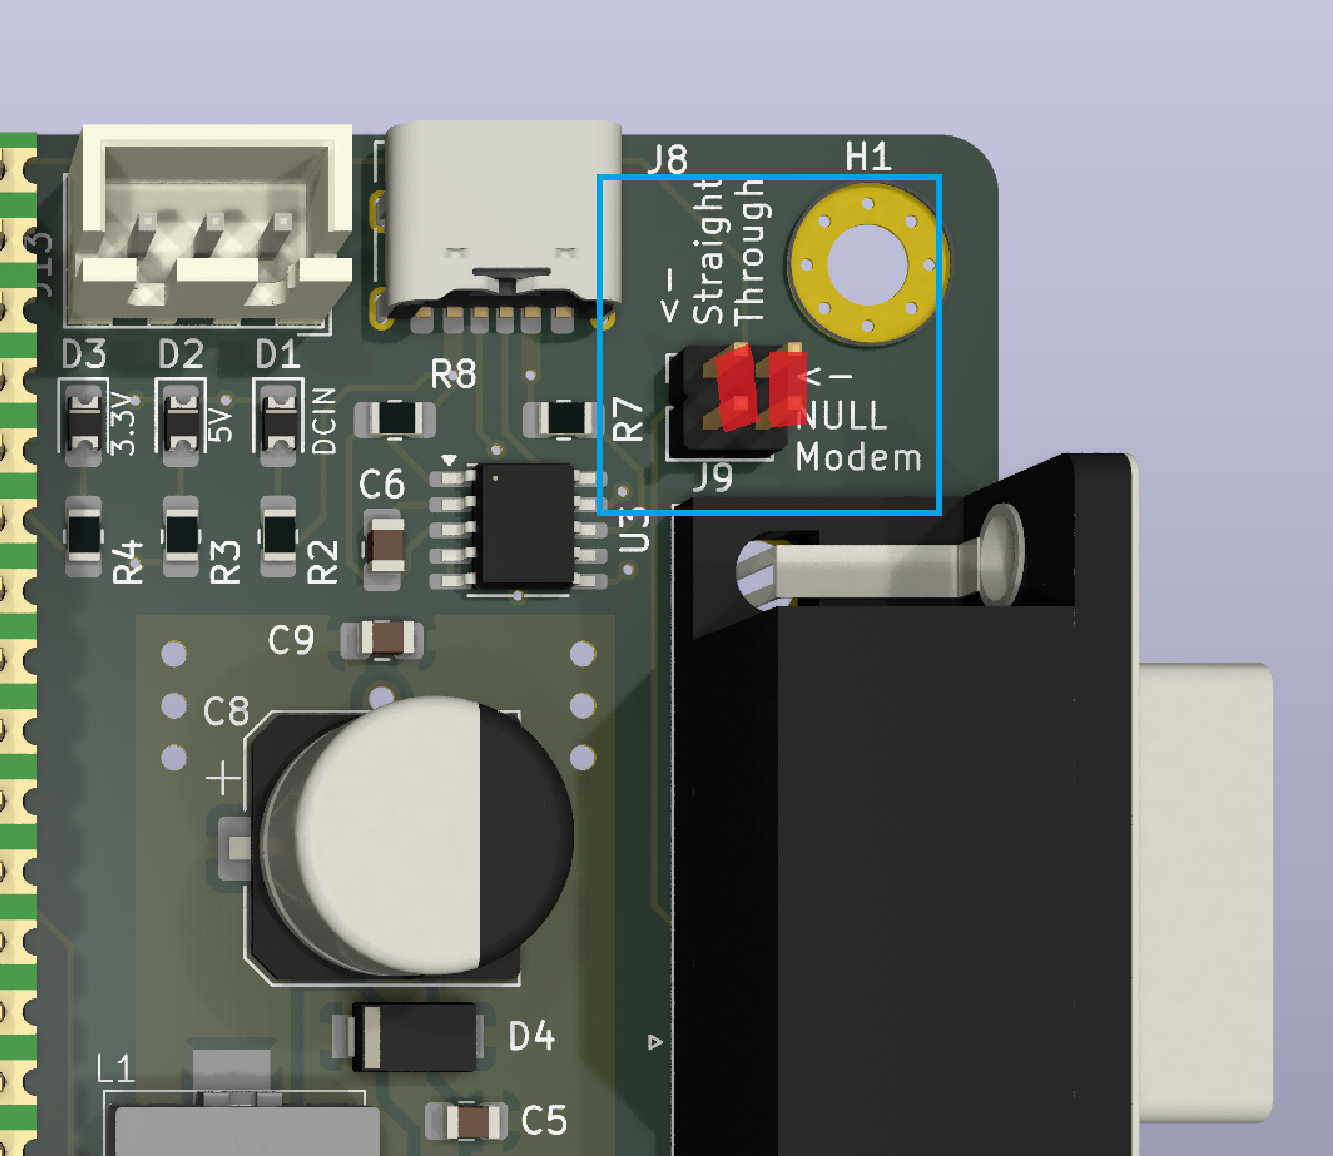 J8
H1
<-
Straight
Through
J13
D3
D2
D1
R8
<-
NULL
Modem
3.3V
5V
DCIN
R7
J9
C6
U3
R4
R3
R2
C9
C8
+
D4
L1
C5